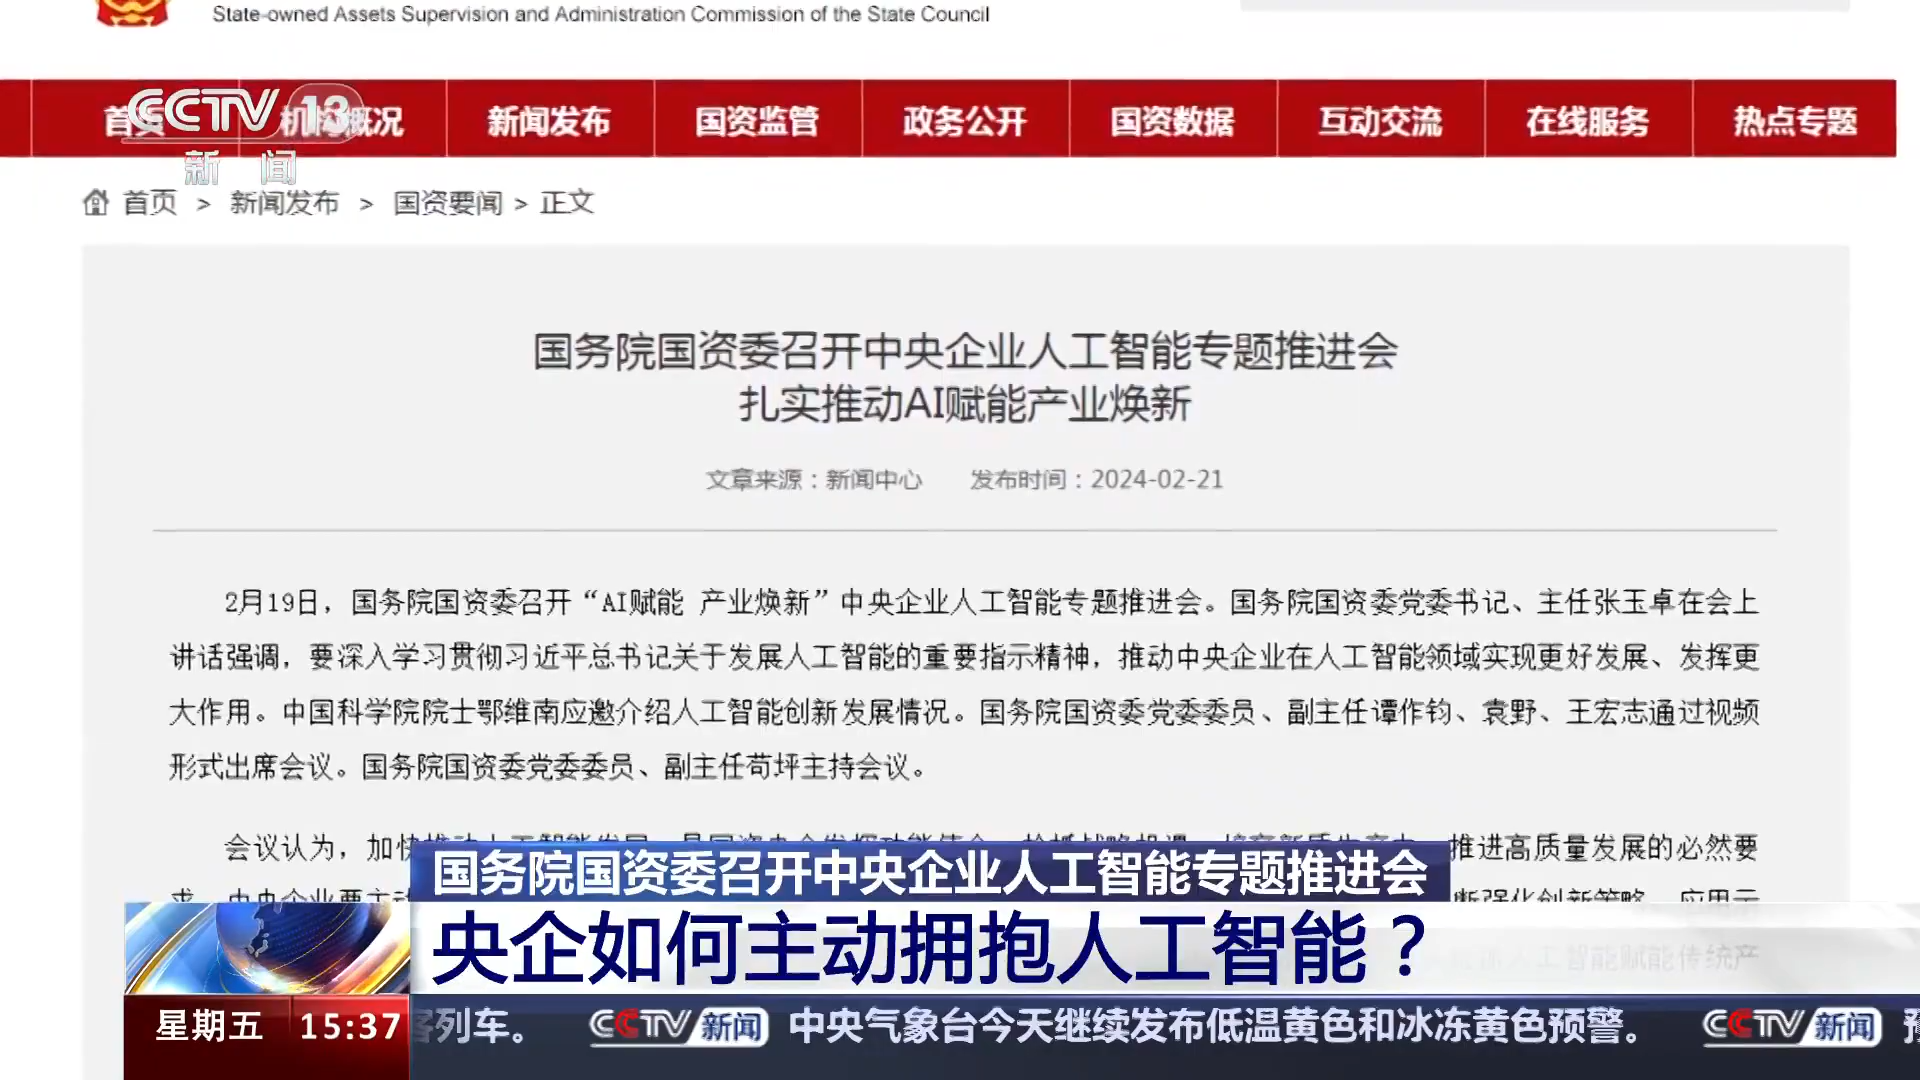 State-owned Assets Supervision and Administration Commission of the State Council
CCTV 13
新闻
首页 机构概况 新闻发布 国资监管 政务公开 国资数据 互动交流 在线服务 热点专题
首页 > 新闻发布 > 国资要闻 > 正文
国务院国资委召开中央企业人工智能专题推进会
扎实推动AI赋能产业焕新
文章来源：新闻中心 发布时间：2024-02-21
2月19日，国务院国资委召开“AI赋能 产业焕新”中央企业人工智能专题推进会。国务院国资委党委书记、主任张玉卓在会上
讲话强调，要深入学习贯彻习近平总书记关于发展人工智能的重要指示精神，推动中央企业在人工智能领域实现更好发展、发挥更
大作用。中国科学院院士鄂维南应邀介绍人工智能创新发展情况。国务院国资委党委委员、副主任谭作钧、袁野、王宏志通过视频
形式出席会议。国务院国资委党委委员、副主任苟坪主持会议。
会议认为，加快 推进高质量发展的必然要
国务院国资委召开中央企业人工智能专题推进会
央企如何主动拥抱人工智能？
星期五 15:37
列车。 CCTV新闻 中央气象台今天继续发布低温黄色和冰冻黄色预警。 CCTV新闻